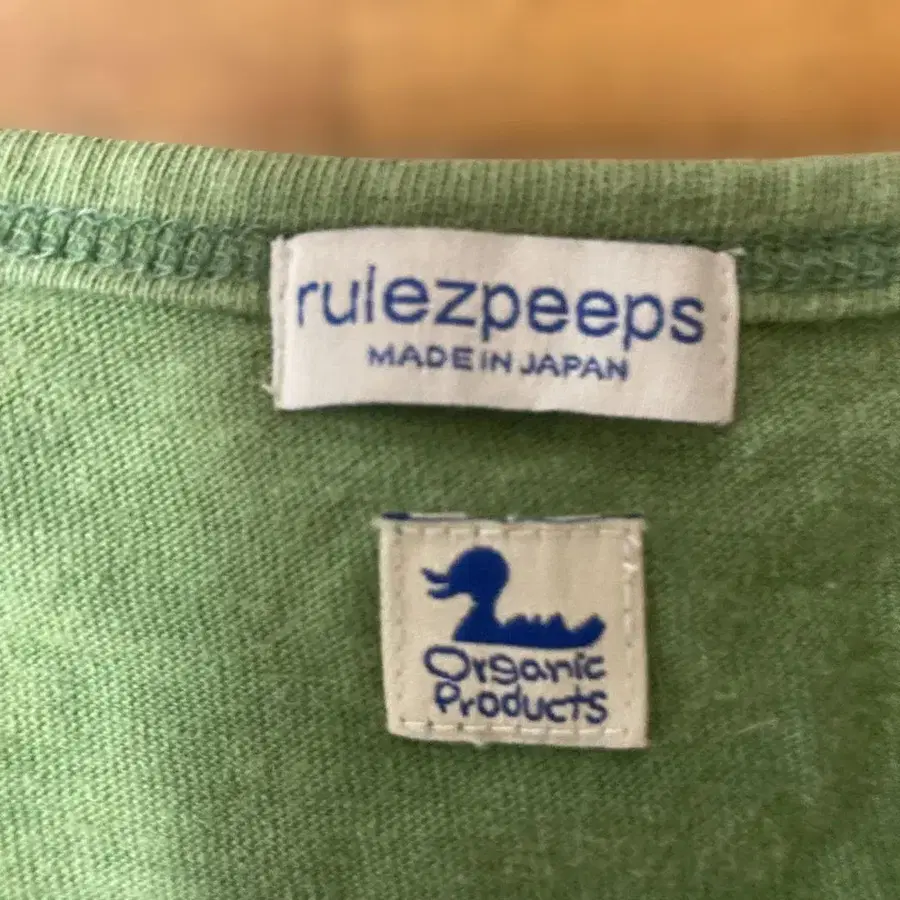 rulezpeeps
MADE IN JAPAN
Organic
Products